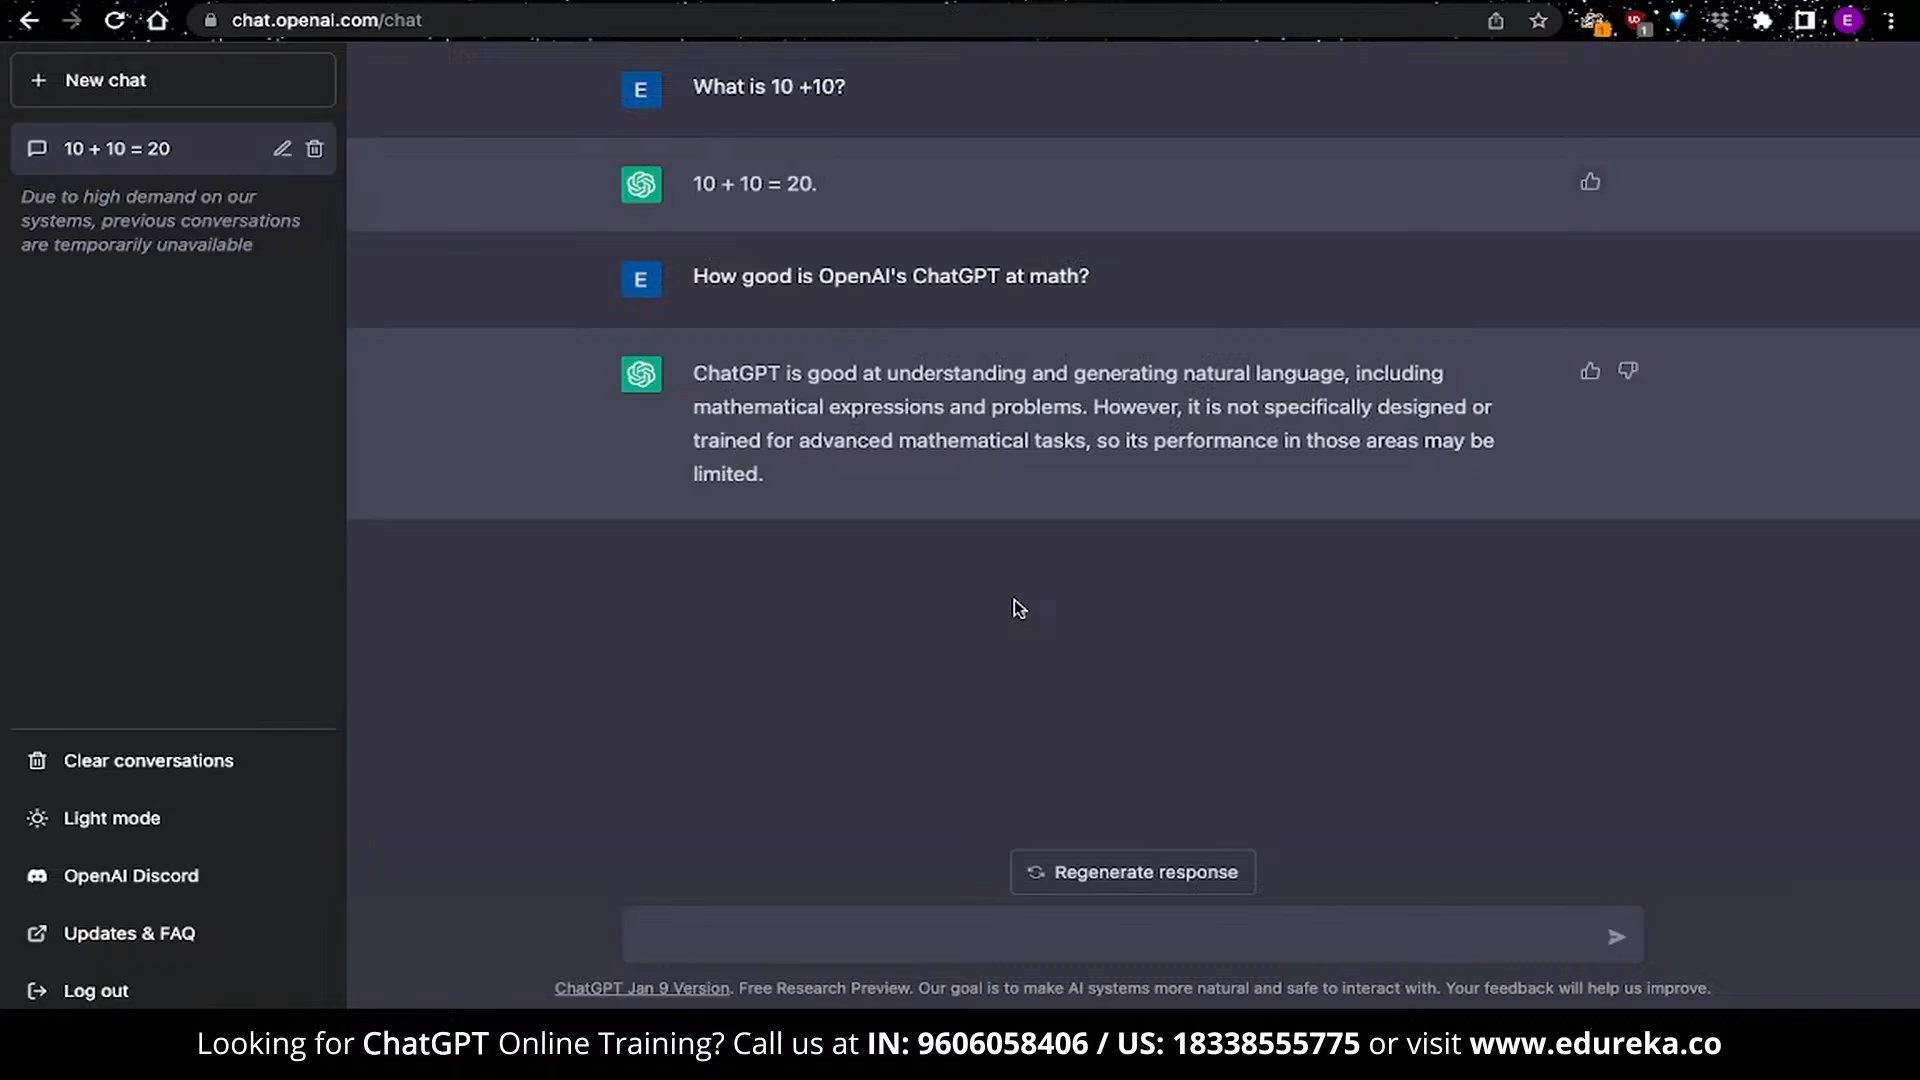 chat.openai.com/chat
1
1
E
New chat
10 + 10 = 20
Due to high demand on our
systems, previous conversations
are temporarily unavailable
Clear conversations
Light mode
OpenAI Discord
Updates & FAQ
Log out
E
What is 10 +10?
10 + 10 = 20.
E
How good is OpenAI's ChatGPT at math?
ChatGPT is good at understanding and generating natural language, including
mathematical expressions and problems. However, it is not specifically designed or
trained for advanced mathematical tasks, so its performance in those areas may be
limited.
Regenerate response
ChatGPT Jan 9 Version. Free Research Preview. Our goal is to make AI systems more natural and safe to interact with. Your feedback will help us improve.
Looking for ChatGPT Online Training? Call us at IN: 9606058406 / US: 18338555775 or visit www.edureka.co